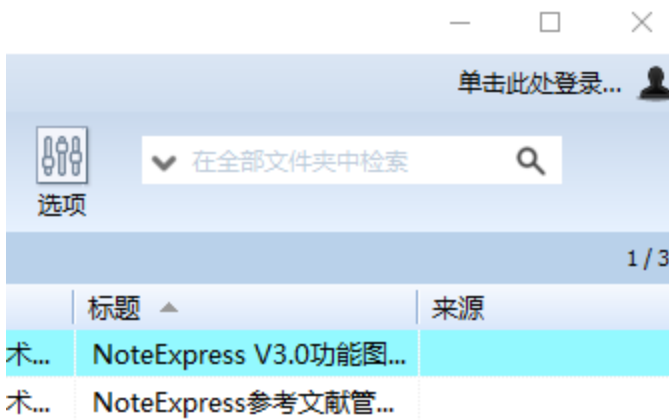 单击此处登录...
在全部文件夹中检索
选项
1 / 3
标题 来源
术... NoteExpress V3.0功能图...
术... NoteExpress参考文献管...